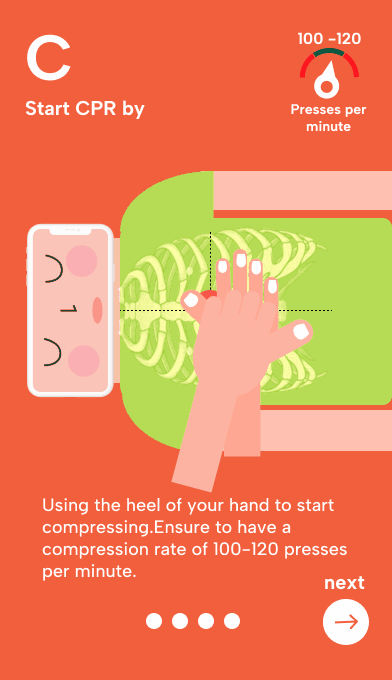 C
100 -120
Start CPR by
Presses per
minute
Using the heel of your hand to start
compressing.Ensure to have a
compression rate of 100-120 presses
per minute.
next